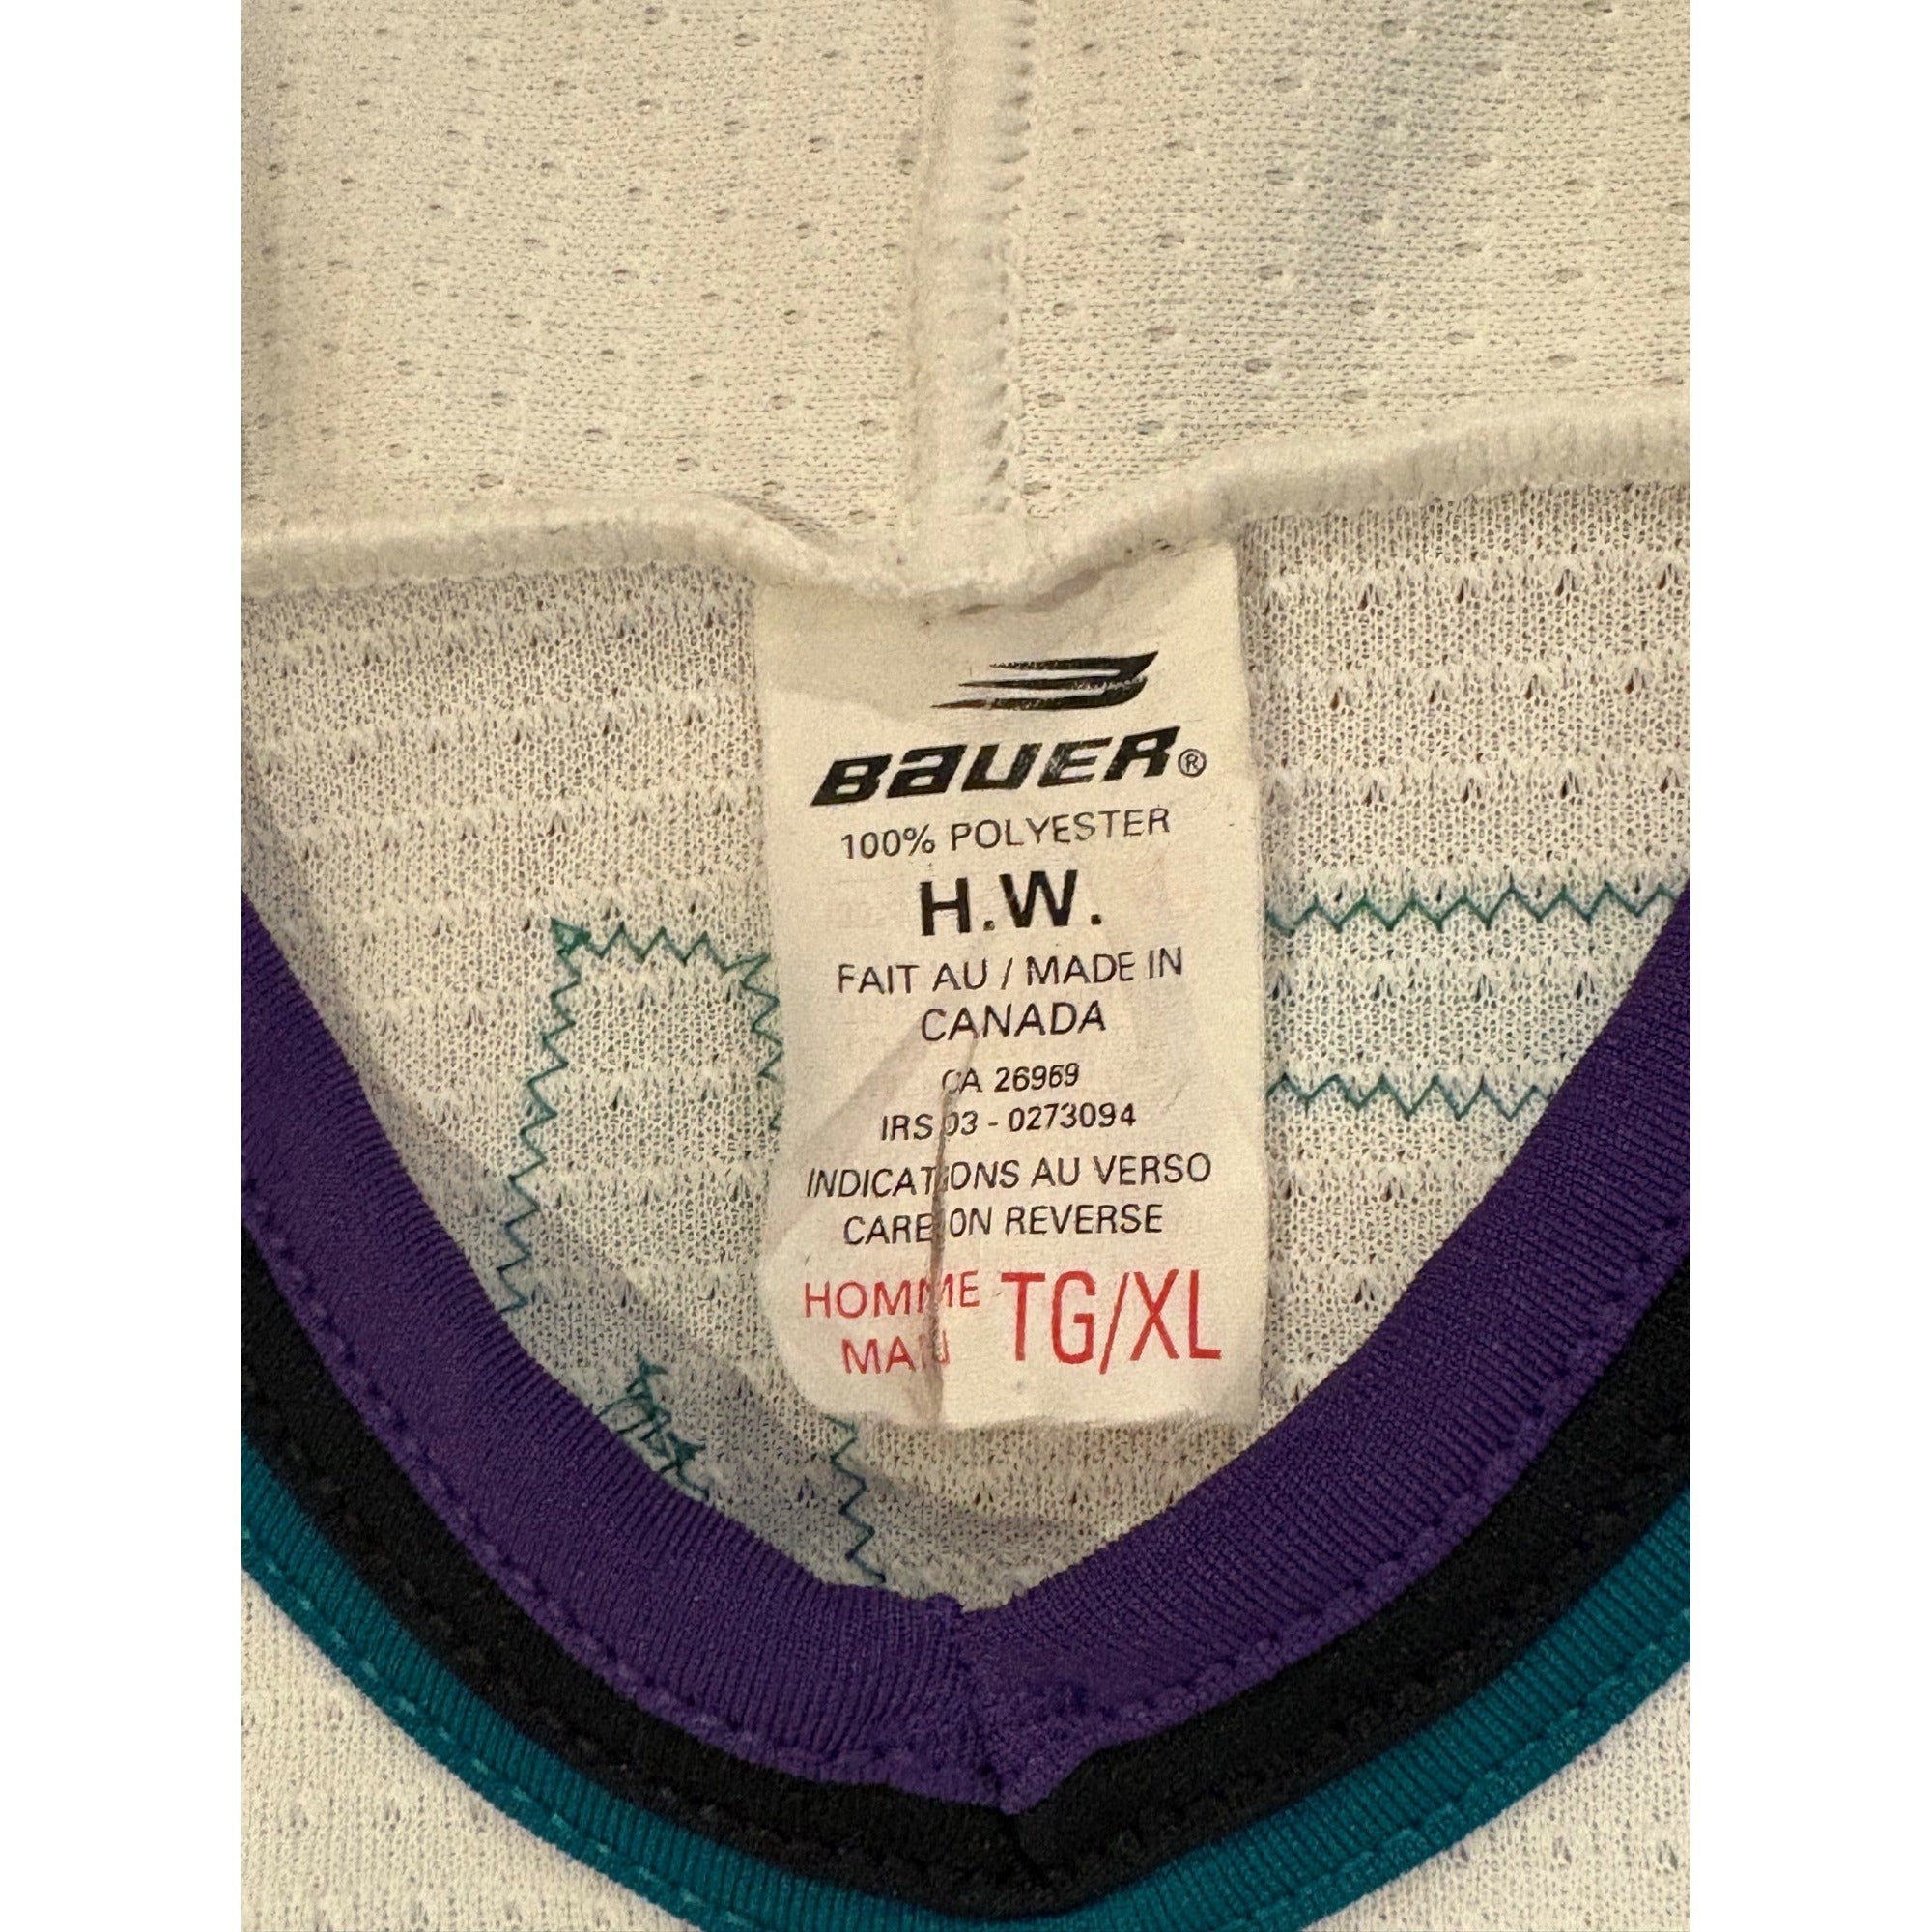 BAUER®
100% POLYESTER
H.W.
FAIT AU / MADE IN
CANADA
CA 26969
IRS 03 - 0273094
INDICATIONS AU VERSO
CARE ON REVERSE
HOMME TG/XL
MAN